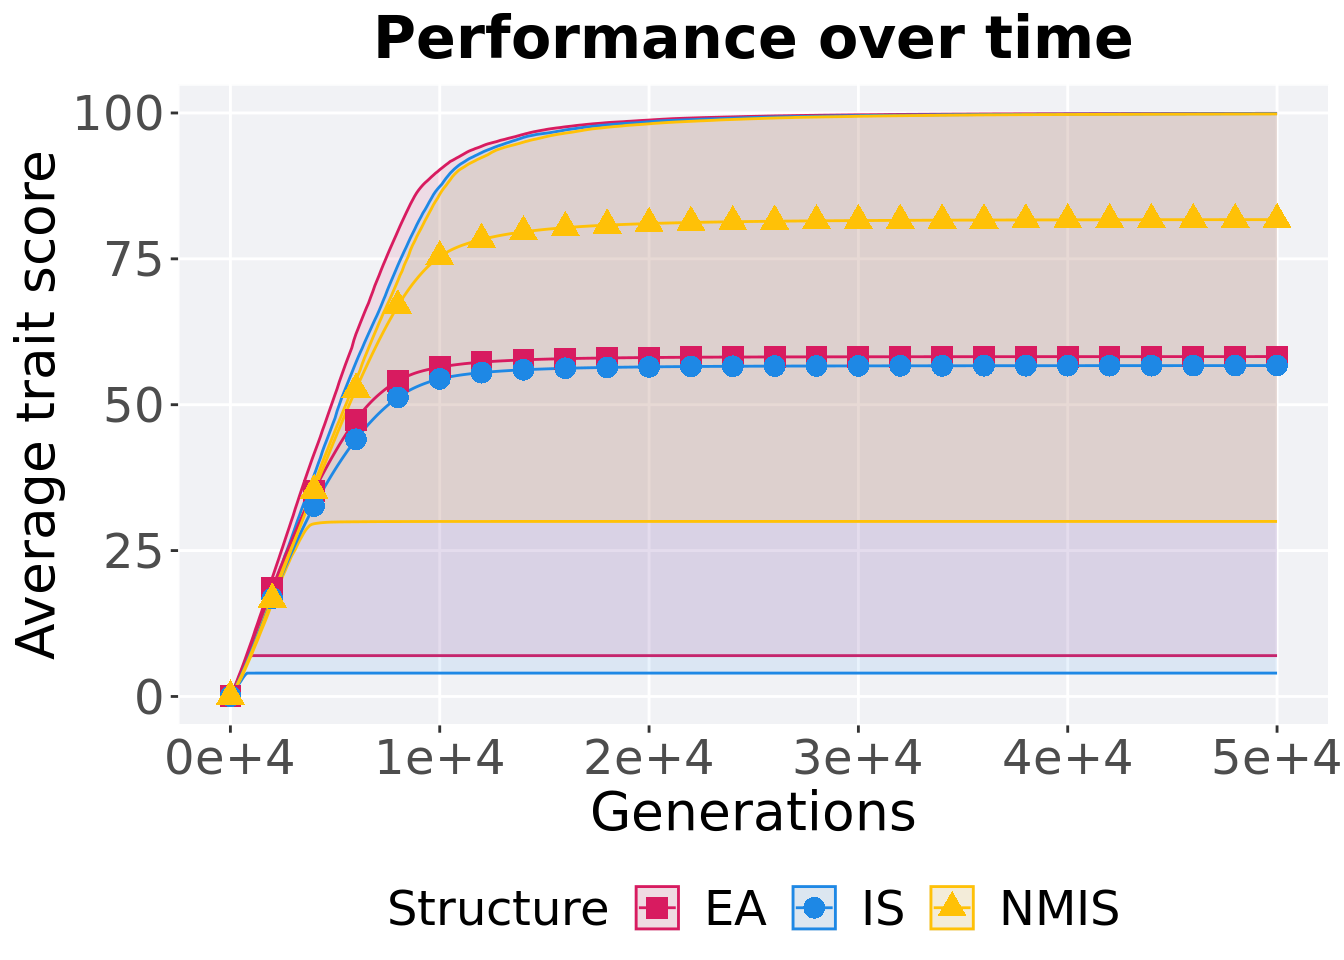 Performance over time
Average trait score
100
75
50
25
0
0e+4 1e+4 2e+4 3e+4 4e+4 5e+4
Generations
Structure EA IS NMIS